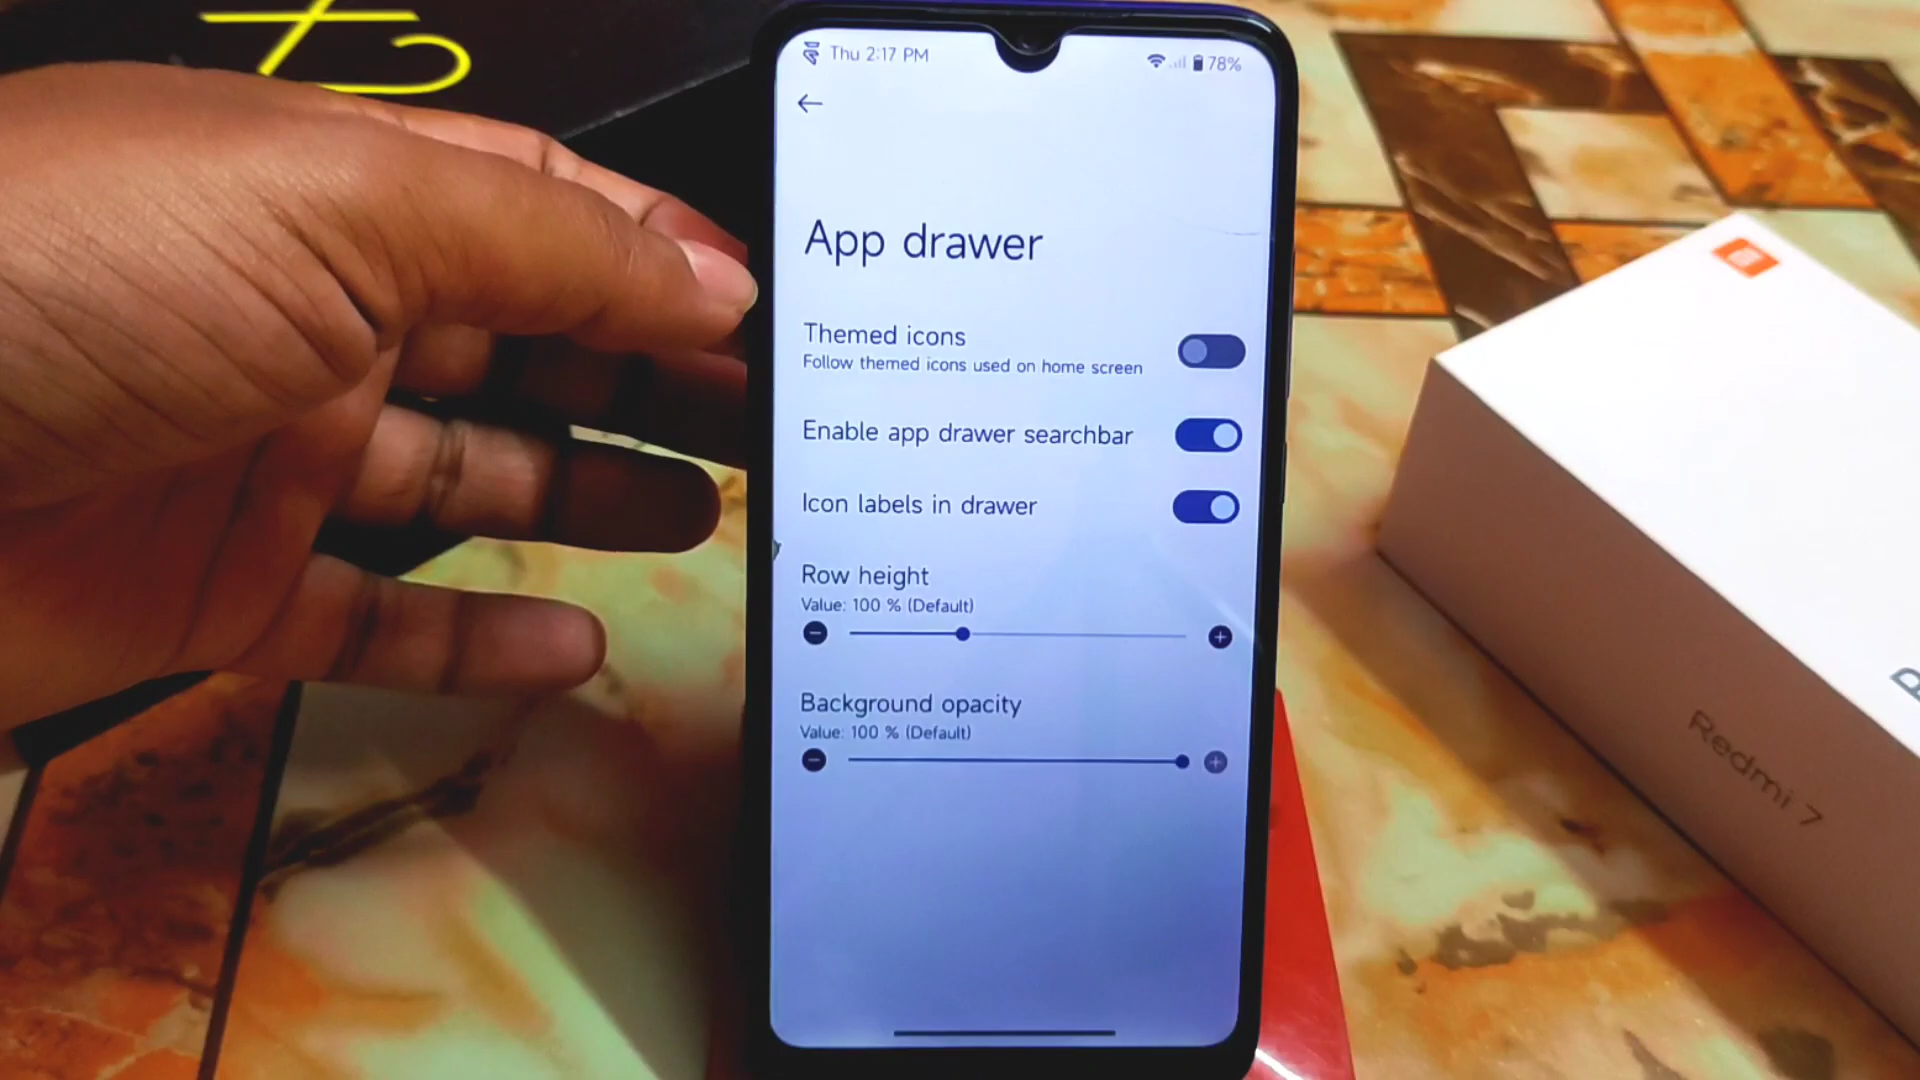 Thu 2:17 PM
78%
App drawer
Themed icons
Follow themed icons used on home screen
Enable app drawer searchbar
Icon labels in drawer
Row height
Value: 100 % (Default)
Background opacity
Value: 100 % (Default)
Redmi 7